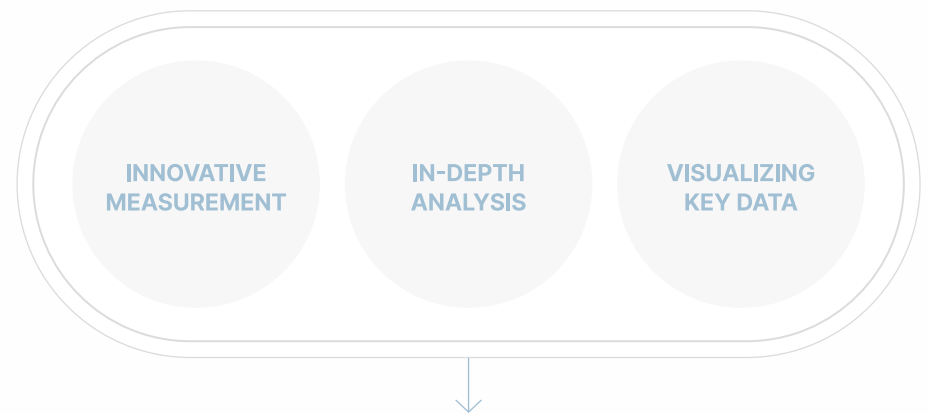 INNOVATIVE
MEASUREMENT
IN-DEPTH
ANALYSIS
VISUALIZING
KEY DATA